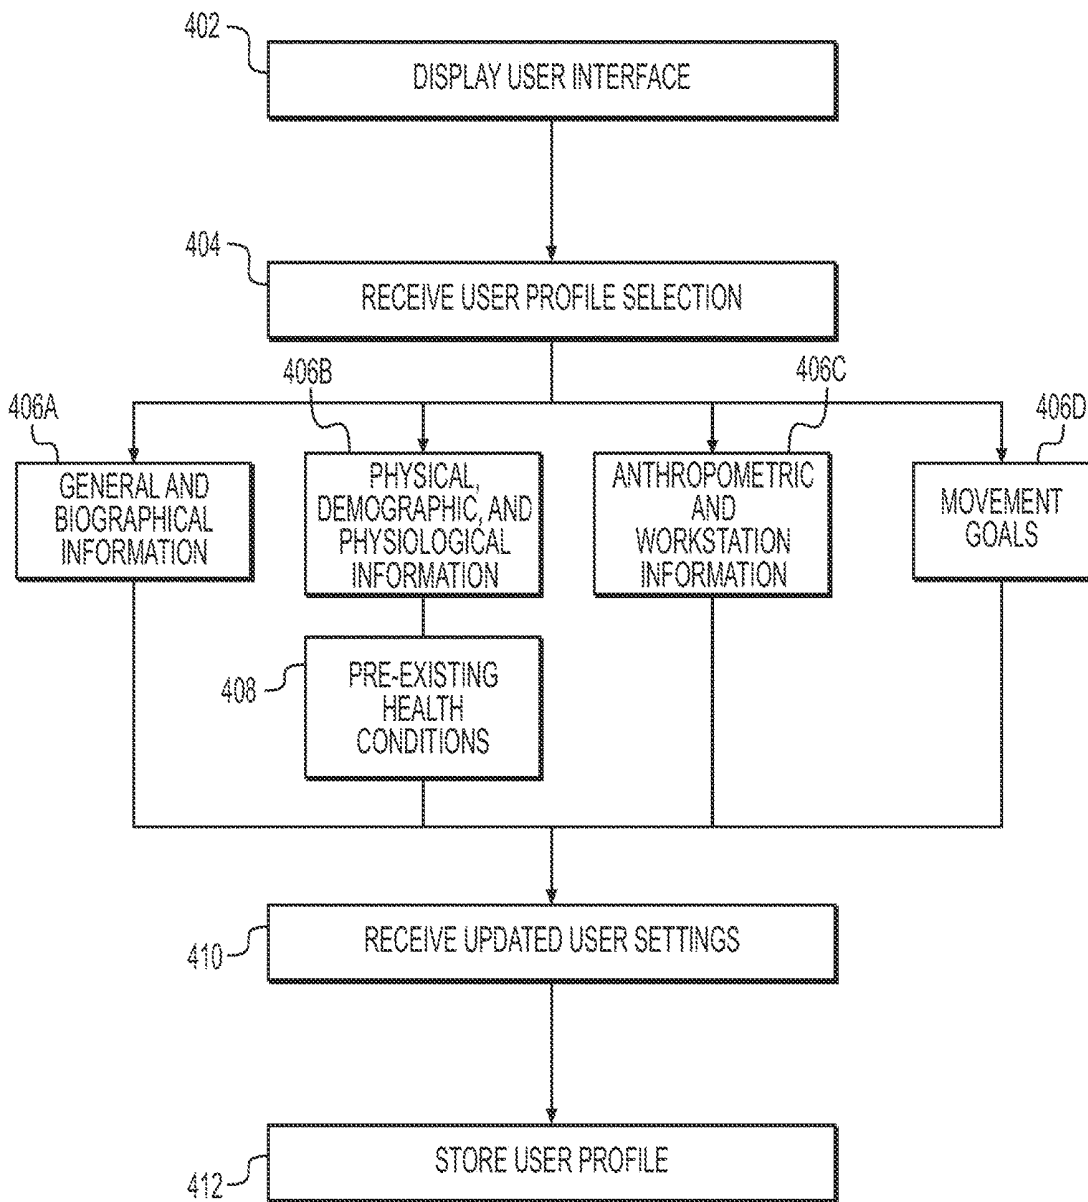 402
DISPLAY USER INTERFACE
404
RECEIVE USER PROFILE SELECTION
406A
GENERAL AND
BIOGRAPHICAL
INFORMATION
406B
PHYSICAL,
DEMOGRAPHIC, AND
PHYSIOLOGICAL
INFORMATION
406C
ANTHROPOMETRIC
AND
WORKSTATION
INFORMATION
406D
MOVEMENT
GOALS
408
PRE-EXISTING
HEALTH
CONDITIONS
410
RECEIVE UPDATED USER SETTINGS
412
STORE USER PROFILE